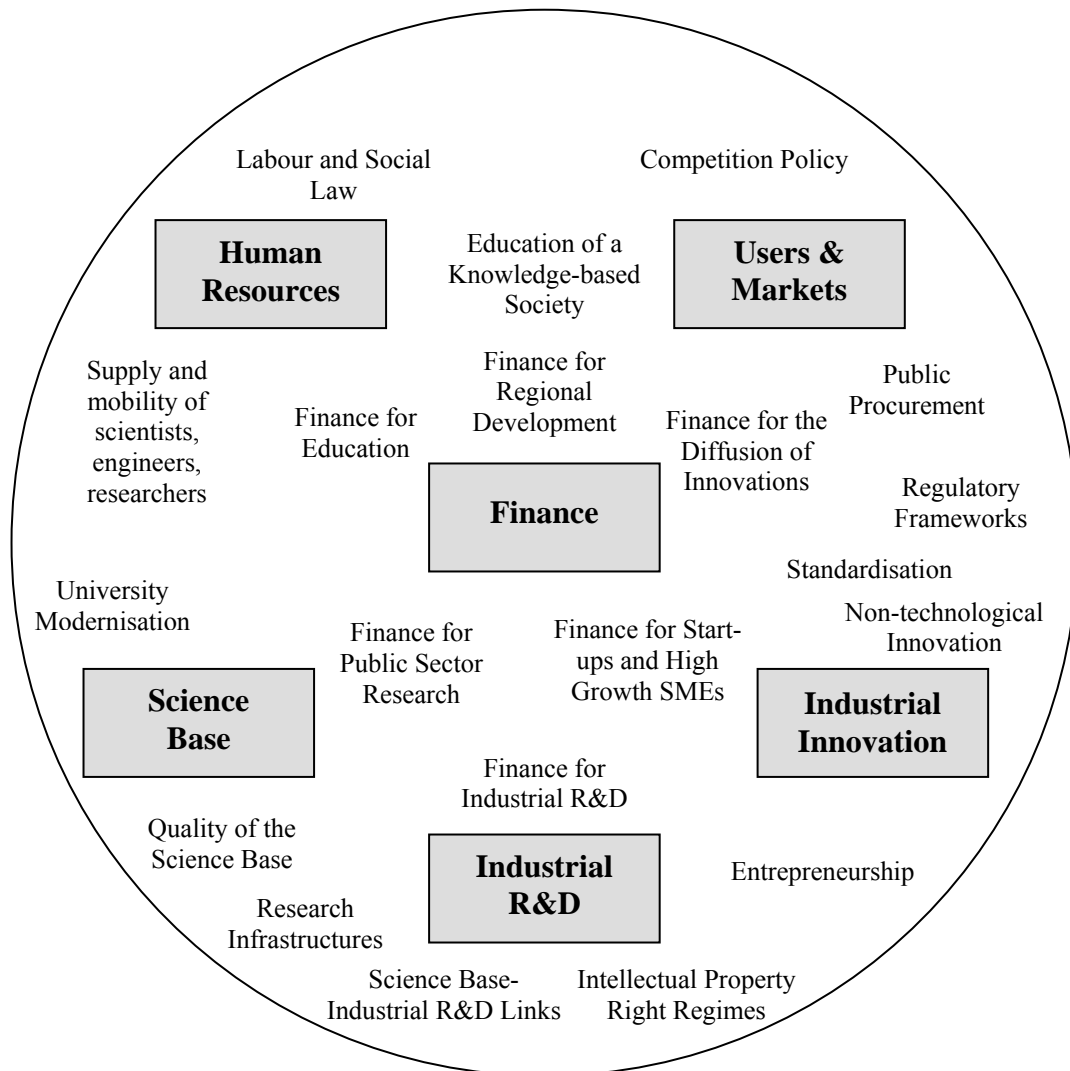 Labour and Social
Law
Competition Policy
Human
Resources
Education of a
Knowledge-based
Society
Users &
Markets
Supply and
mobility of
scientists,
engineers,
researchers
Finance for
Education
Finance for
Regional
Development
Finance for the
Diffusion of
Innovations
Public
Procurement
Finance
Regulatory
Frameworks
Standardisation
University
Modernisation
Non-technological
Innovation
Finance for
Public Sector
Research
Finance for Start-
ups and High
Growth SMEs
Science
Base
Industrial
Innovation
Finance for
Industrial R&D
Quality of the
Science Base
Industrial
R&D
Entrepreneurship
Research
Infrastructures
Science Base-
Industrial R&D Links
Intellectual Property
Right Regimes